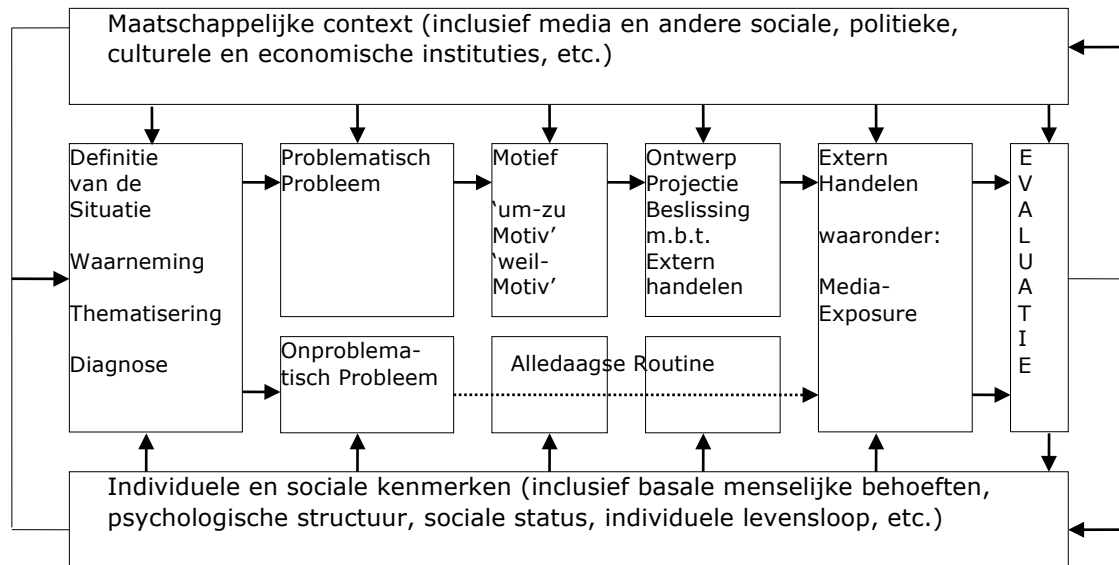 Maatschappelijke context (inclusief media en andere sociale, politieke,
culturele en economische instituties, etc.)
Definitie
van de
Situatie
Waarneming
Thematisering
Diagnose
Problematisch
Probleem
Motief
‘um-zu
Motiv’
‘weil-
Motiv’
Ontwerp
Projectie
Beslissing
m.b.t.
Extern
handelen
Extern
Handelen
waaronder:
Media-
Exposure
E
V
A
L
U
A
T
I
E
Onproblema-
tisch Probleem
Alledaagse Routine
Individuele en sociale kenmerken (inclusief basale menselijke behoeften,
psychologische structuur, sociale status, individuele levensloop, etc.)